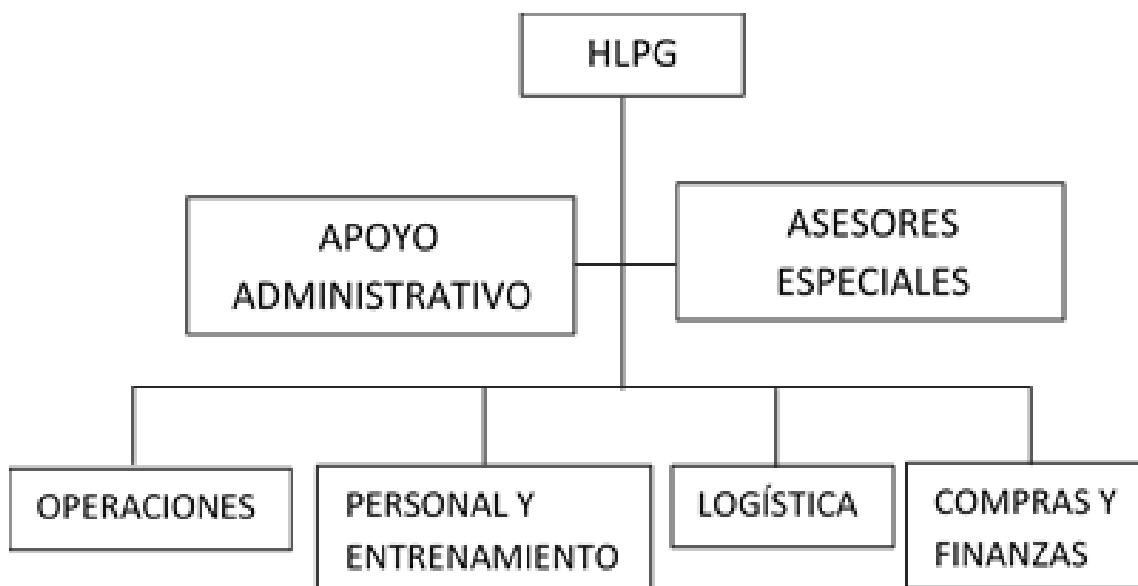 HLPG
APOYO
ADMINISTRATIVO
ASESORES
ESPECIALES
OPERACIONES
PERSONAL Y
ENTRENAMIENTO
LOGÍSTICA
COMPRAS Y
FINANZAS